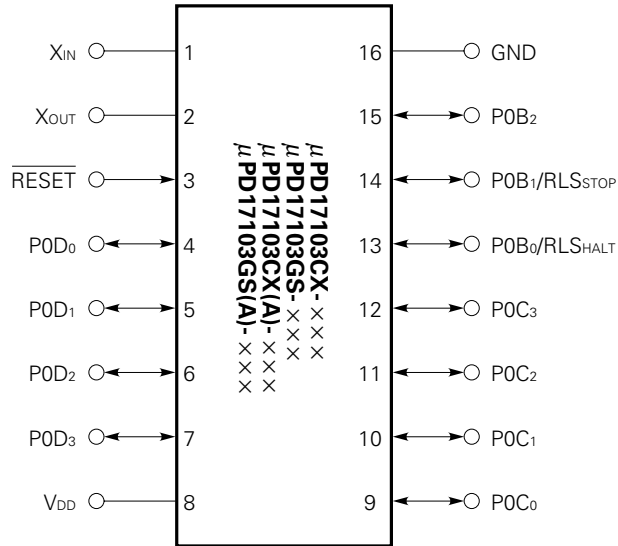 XIN 1 16 GND
XOUT 2 15 P0B2
RESET 3 14 P0B1/RLSSTOP
P0D0 4 13 P0B0/RLSHALT
P0D1 5 12 P0C3
P0D2 6 11 P0C2
P0D3 7 10 P0C1
VDD 8 9 P0C0
μPD17103CX-×××
μPD17103GS-×××
μPD17103CX(A)-×××
μPD17103GS(A)-×××